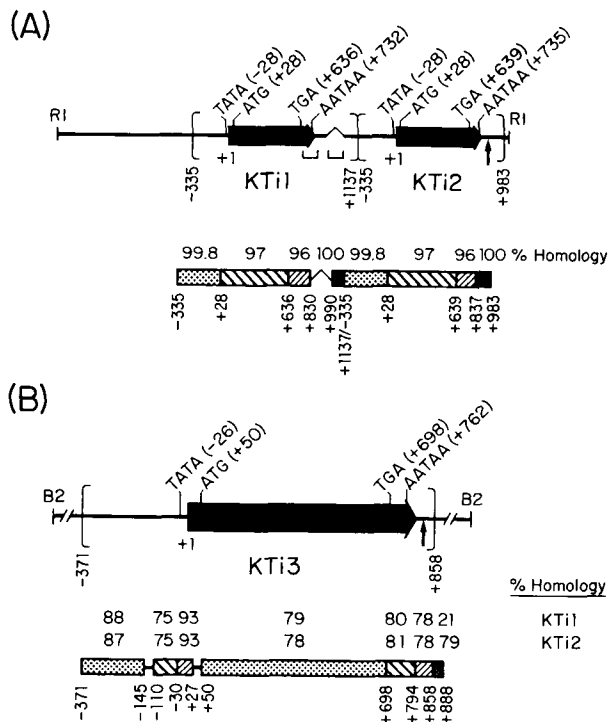 (A)
TATA (-28)
ATG (+28)
TGA (+636)
AATAA (+732)
TATA (-28)
ATG (+28)
TGA (+639)
AATAA (+735)
R1
R1
-335
+1
KTi1
+1137
-335
+1
KTi2
+983
99.8 97 96 100 99.8 97 96 100 % Homology
-335
+28
+636
+830
+990
+1137/-335
+28
+639
+837
+983
(B)
TATA (-26)
ATG (+50)
TGA (+698)
AATAA (+762)
B2
B2
-371
+1
KTi3
+858
% Homology
88 75 93 79 80 78 21 KTi1
87 75 93 78 81 78 79 KTi2
-371
-145
-110
-30
+27
+50
+698
+794
+858
+888